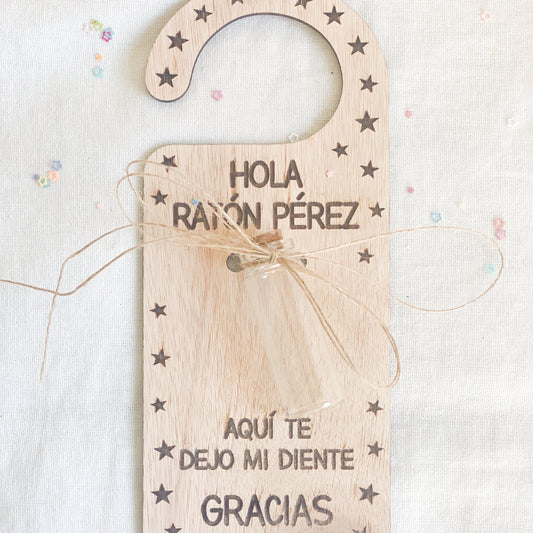 HOLA
RATÓN PÉREZ
AQUÍ TE
DEJO MI DIENTE
GRACIAS